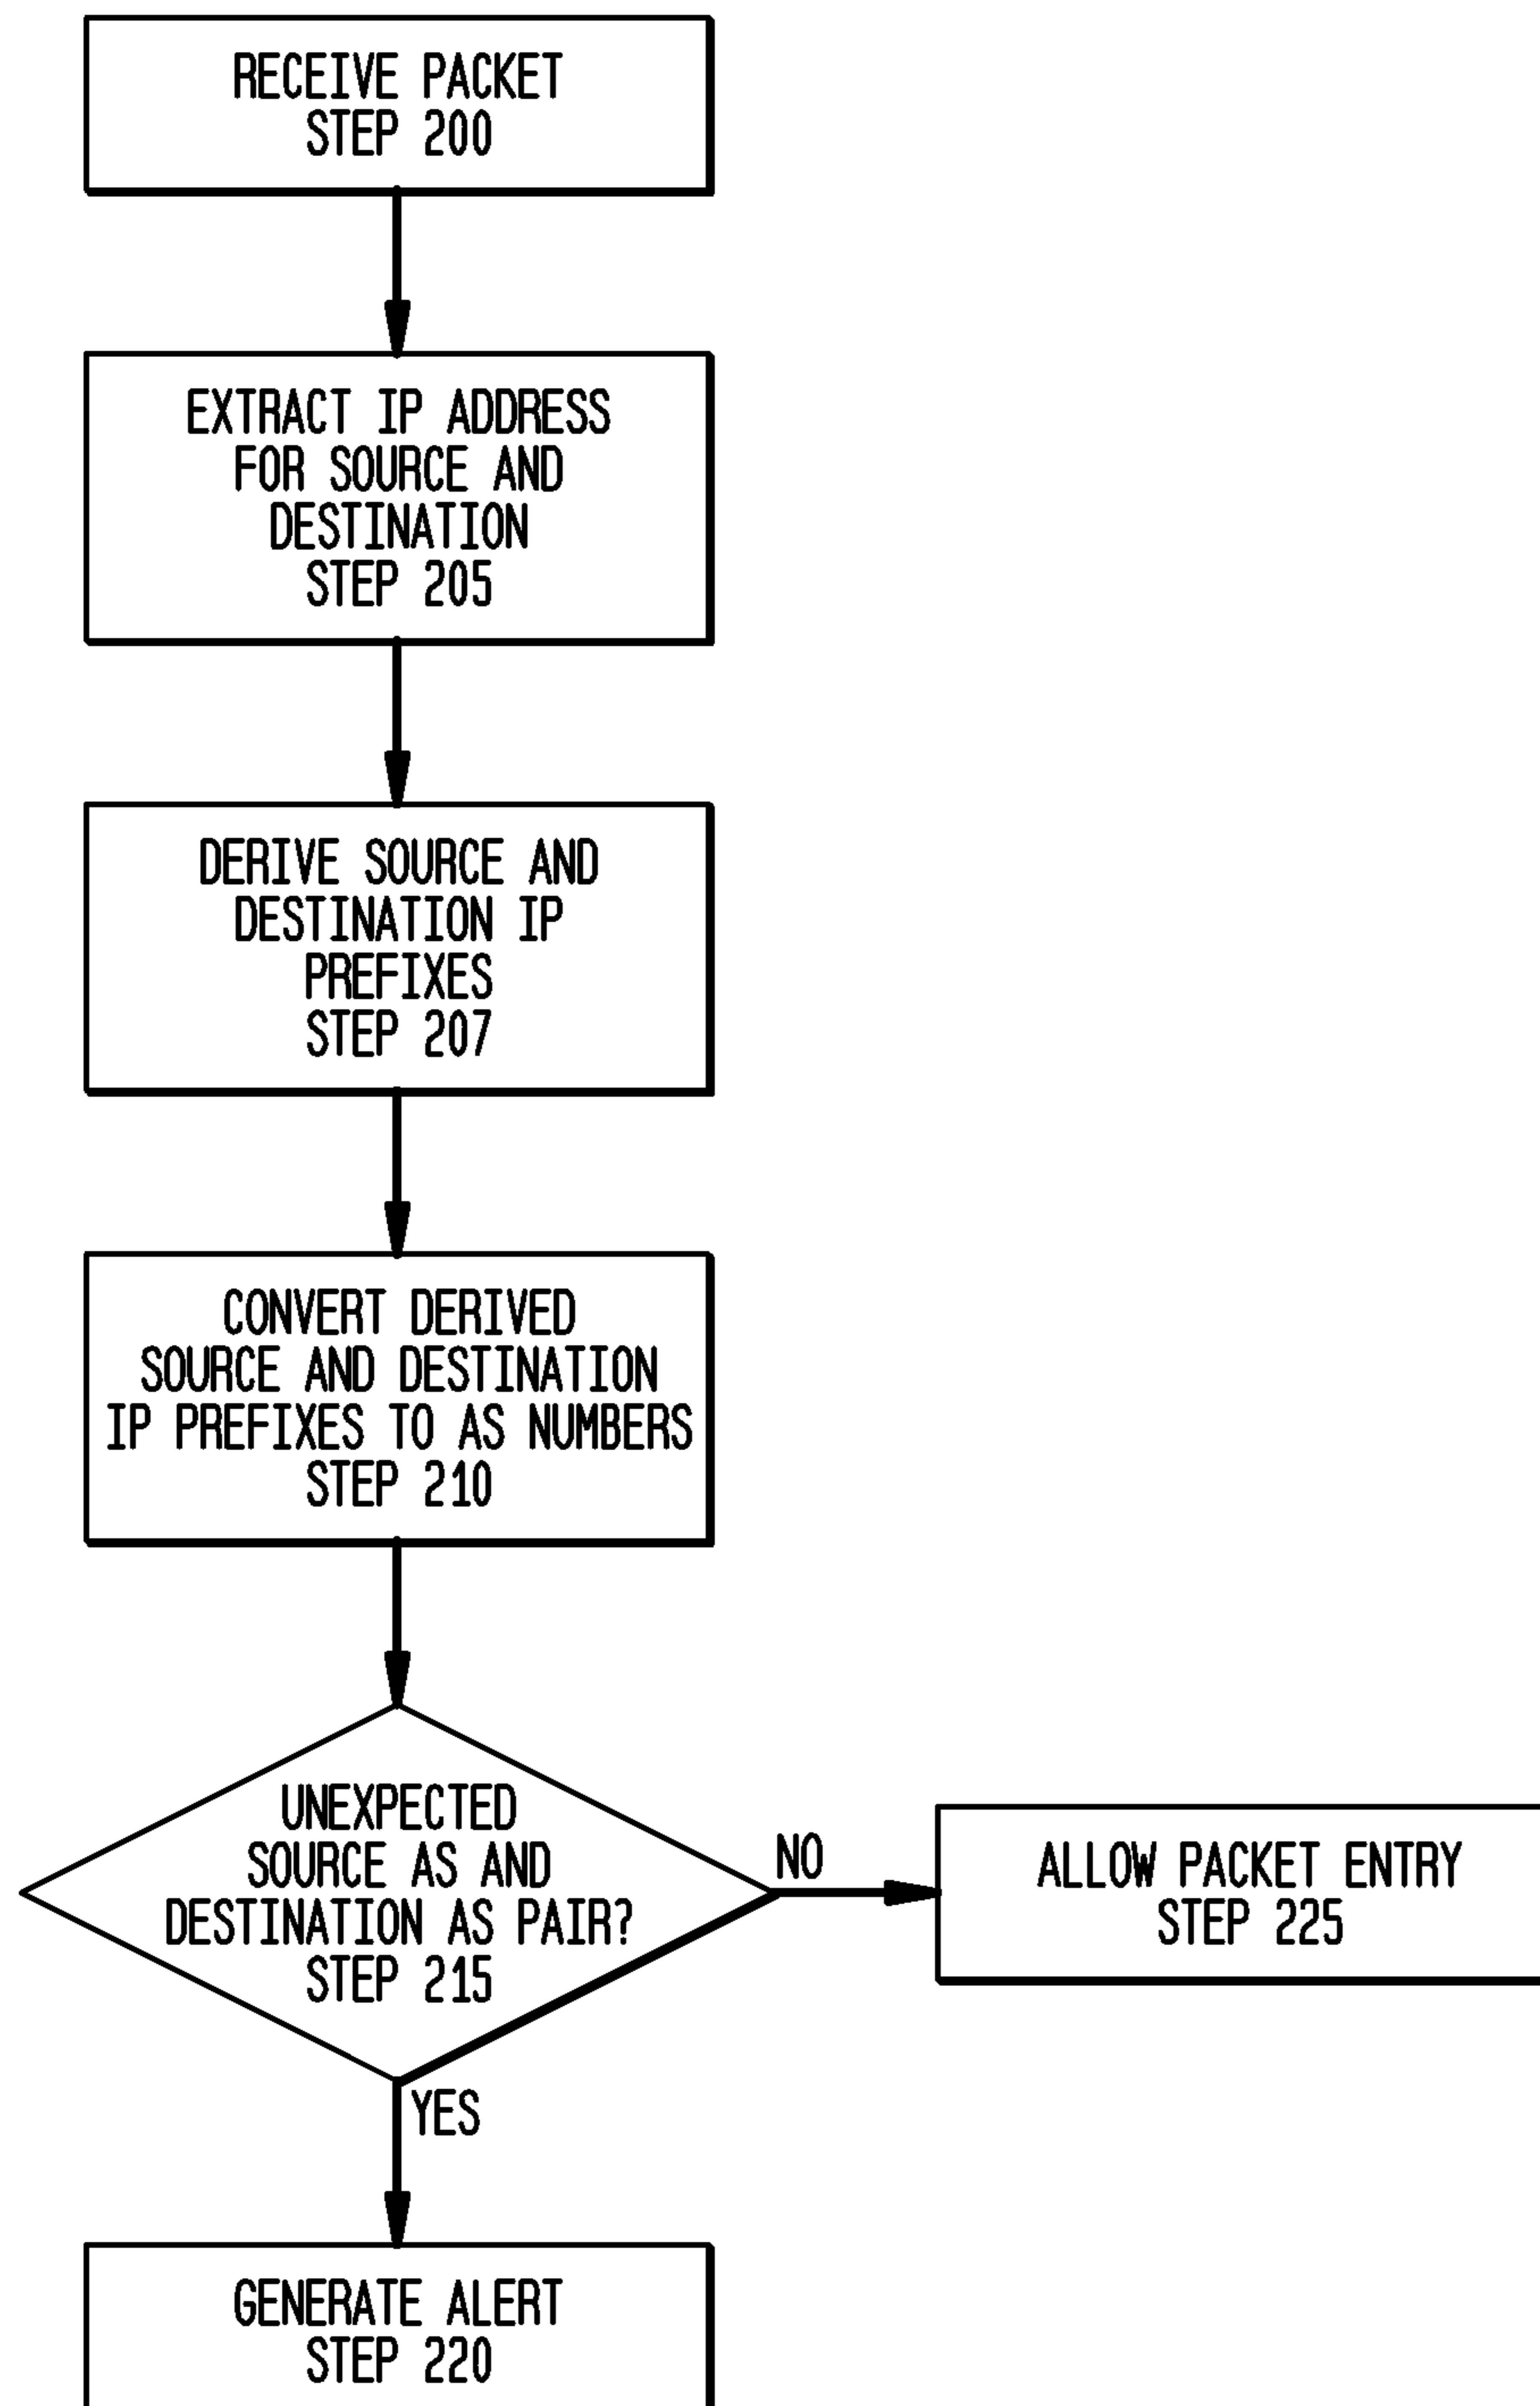 RECEIVE PACKET
STEP 200
EXTRACT IP ADDRESS
FOR SOURCE AND
DESTINATION
STEP 205
DERIVE SOURCE AND
DESTINATION IP
PREFIXES
STEP 207
CONVERT DERIVED
SOURCE AND DESTINATION
IP PREFIXES TO AS NUMBERS
STEP 210
UNEXPECTED
SOURCE AS AND
DESTINATION AS PAIR?
STEP 215
NO
ALLOW PACKET ENTRY
STEP 225
YES
GENERATE ALERT
STEP 220